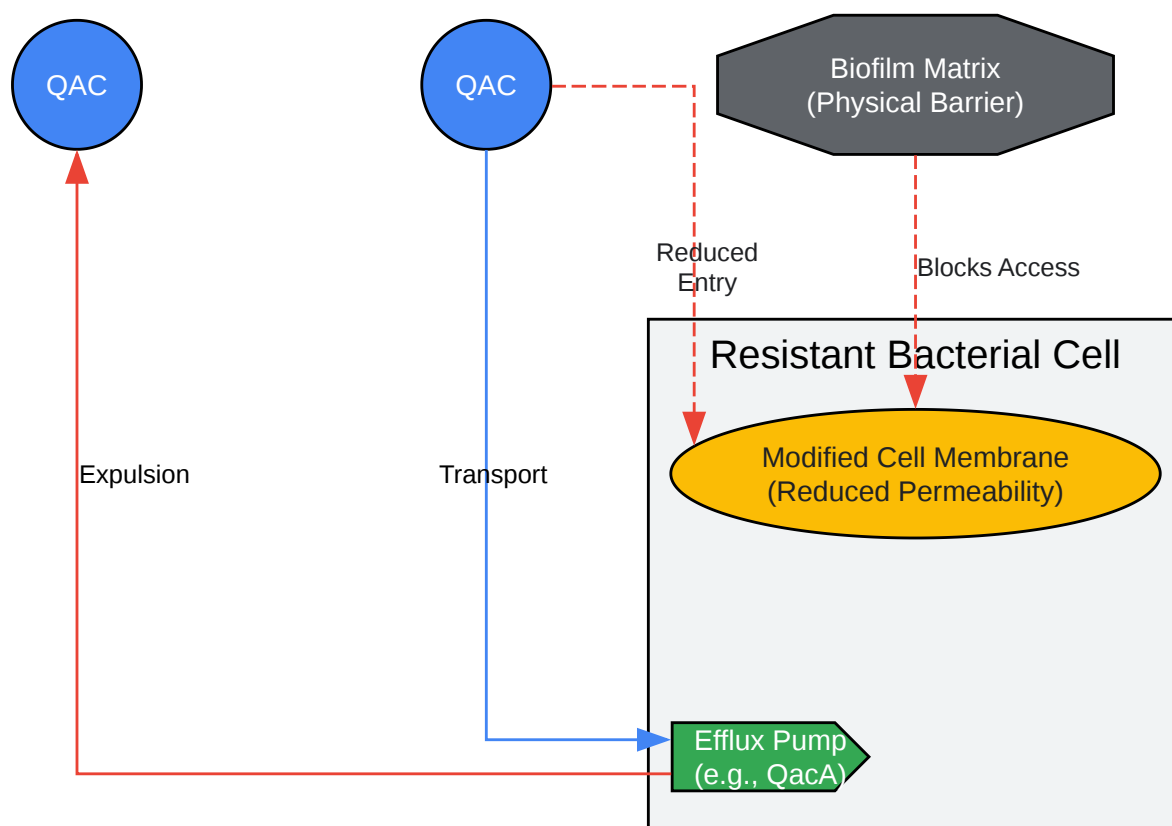 QAC
QAC
Biofilm Matrix
(Physical Barrier)
Reduced
Entry
Blocks Access
Resistant Bacterial Cell
Modified Cell Membrane
(Reduced Permeability)
Expulsion
Transport
Efflux Pump
(e.g., QacA)